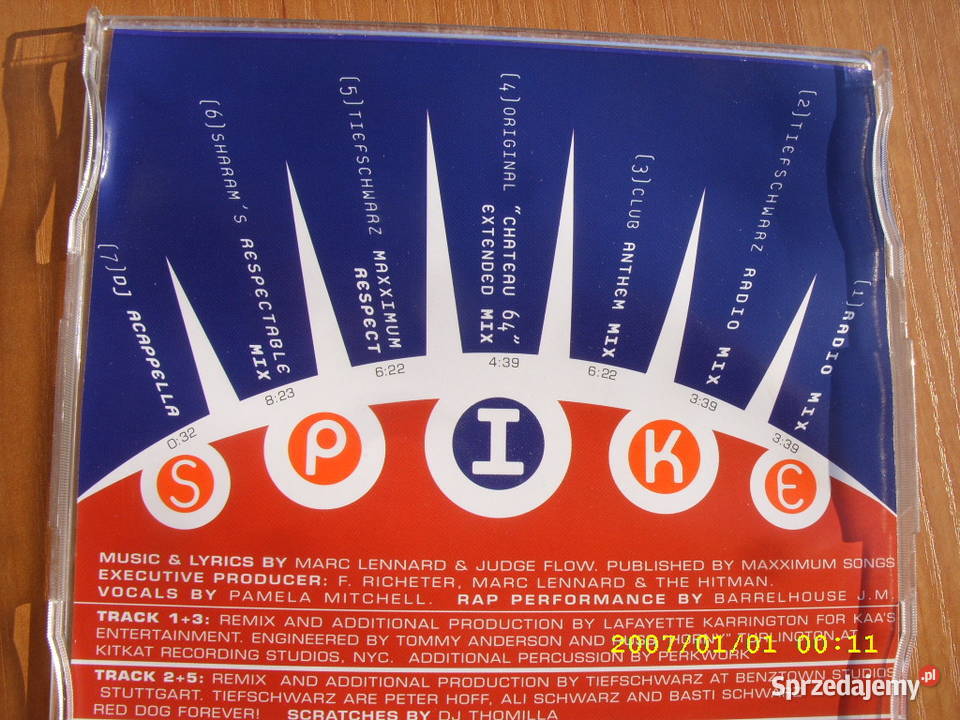 (7) DJ ACAPPELLA
0:32
(6) SHARAM'S RESPECTABLE
MIX
8:23
(5) TIEFSCHWARZ MAXXIMUM
RESPECT
6:22
(4) ORIGINAL "CHATEAU 64"
EXTENDED MIX
4:39
(3) CLUB ANTHEM MIX
6:22
(2) TIEFSCHWARZ RADIO MIX
3:39
(1) RADIO MIX
3:39
SPIKE
MUSIC & LYRICS BY MARC LENNARD & JUDGE FLOW. PUBLISHED BY MAXXIMUM SONGS
EXECUTIVE PRODUCER: F. RICHETER, MARC LENNARD & THE HITMAN.
VOCALS BY PAMELA MITCHELL. RAP PERFORMANCE BY BARRELHOUSE J.M.
TRACK 1+3: REMIX AND ADDITIONAL PRODUCTION BY LAFAYETTE KARRINGTON FOR KAA'S
ENTERTAINMENT. ENGINEERED BY TOMMY ANDERSON AND "HORNY" AT
KITKAT RECORDING STUDIOS, NYC. ADDITIONAL PERCUSSION BY PERKWORK
2007/01/01 00:11
TRACK 2+5: REMIX AND ADDITIONAL PRODUCTION BY TIEFSCHWARZ AT BENZTOWN STUDIOS
STUTTGART. TIEFSCHWARZ ARE PETER HOFF, ALI SCHWARZ AND BASTI
RED DOG FOREVER! SCRATCHES BY DJ THOMILLA
Sprzedajemy.pl